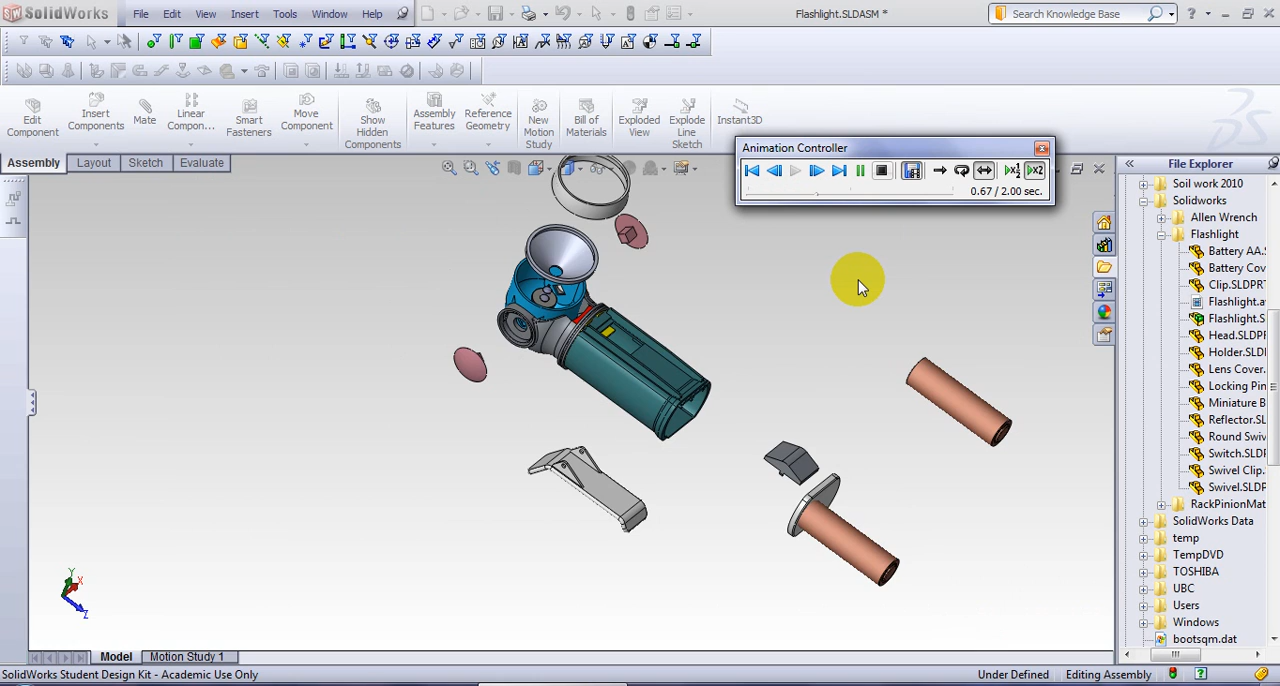 SolidWorks File Edit View Insert Tools Window Help Flashlight.SLDASM * Search Knowledge Base
Edit Component
Insert Components
Mate
Linear Compon...
Smart Fasteners
Move Component
Show Hidden Components
Assembly Features
Reference Geometry
New Motion Study
Bill of Materials
Exploded View
Explode Line Sketch
Instant3D
Assembly Layout Sketch Evaluate
Animation Controller
0.67 / 2.00 sec.
File Explorer
Soil work 2010
Solidworks
Allen Wrench
Flashlight
Battery AA.
Battery Cov
Clip.SLDPR
Flashlight.a
Flashlight.S
Head.SLDP
Holder.SLD
Lens Cover.
Locking Pin
Miniature B
Reflector.SL
Round Swiv
Switch.SLD
Swivel Clip.
Swivel.SLDP
RackPinionMat
SolidWorks Data
temp
TempDVD
TOSHIBA
UBC
Users
Windows
bootsqm.dat
Y
X
Z
Model Motion Study 1
SolidWorks Student Design Kit - Academic Use Only Under Defined Editing Assembly